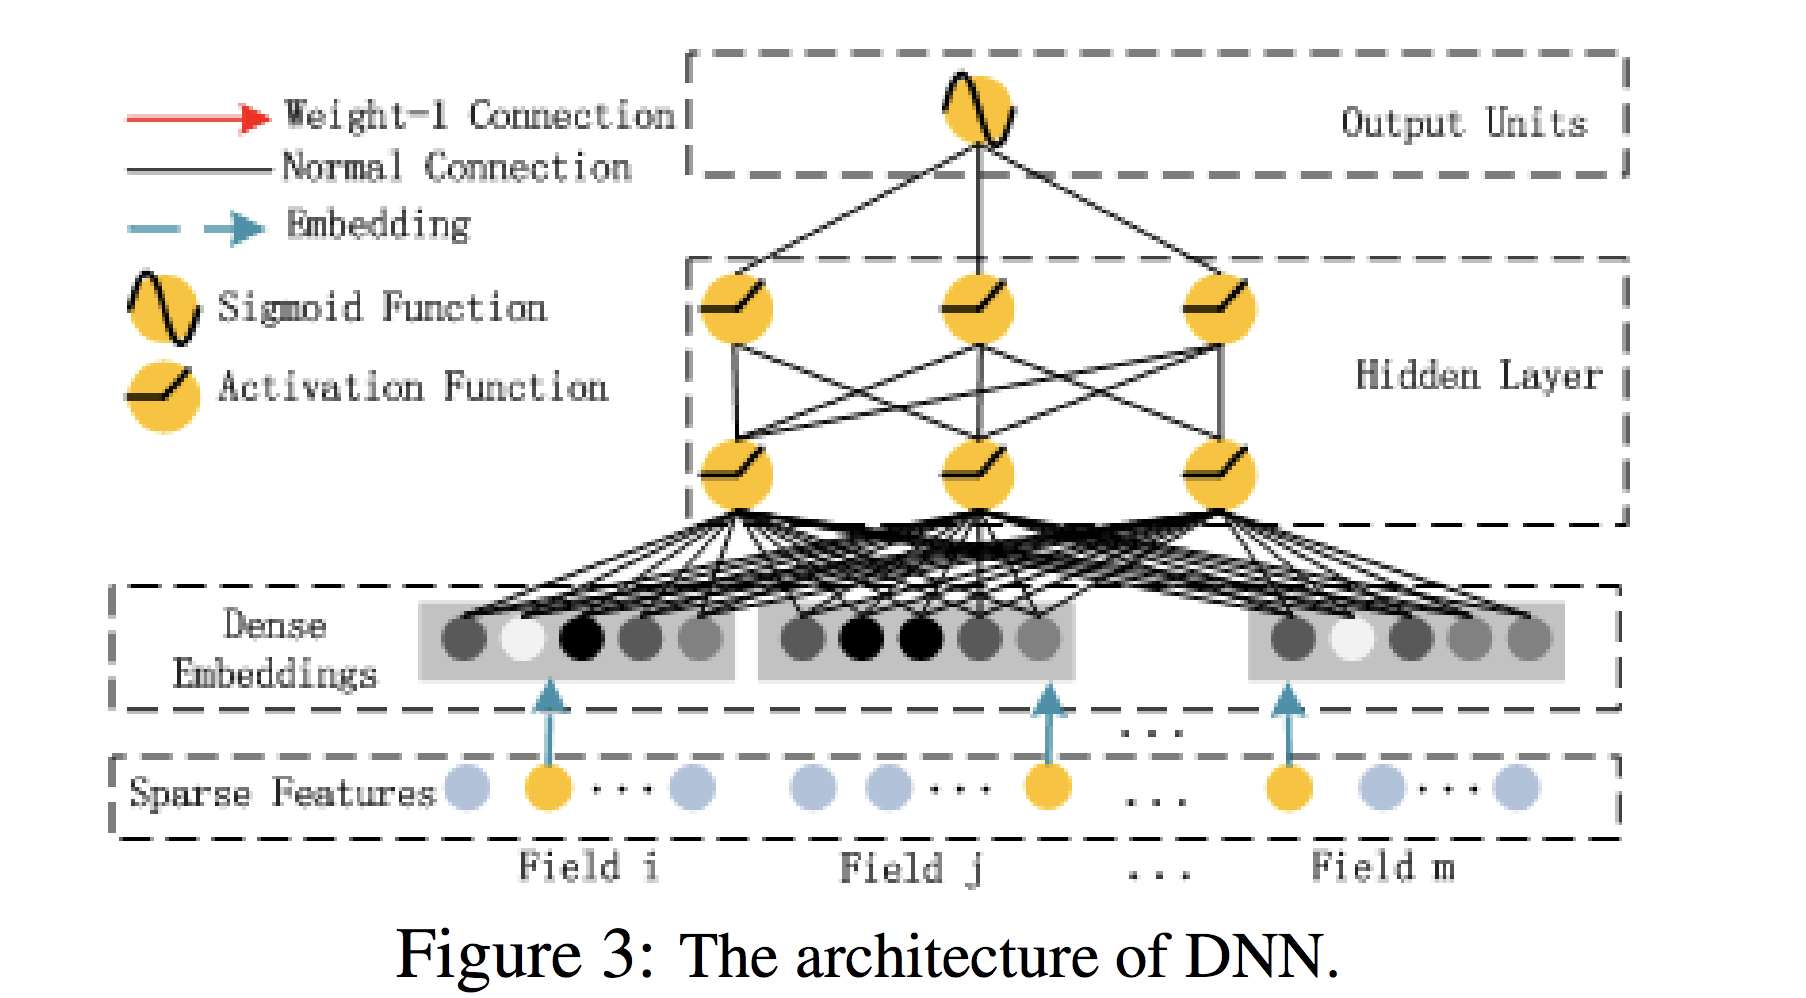 Weight-1 Connection
Normal Connection
Embedding
Sigmoid Function
Activation Function
Output Units
Hidden Layer
Dense
Embeddings
. . .
Sparse Features
. . .
. . .
. . .
. . .
Field i
Field j
. . .
Field m
Figure 3: The architecture of DNN.